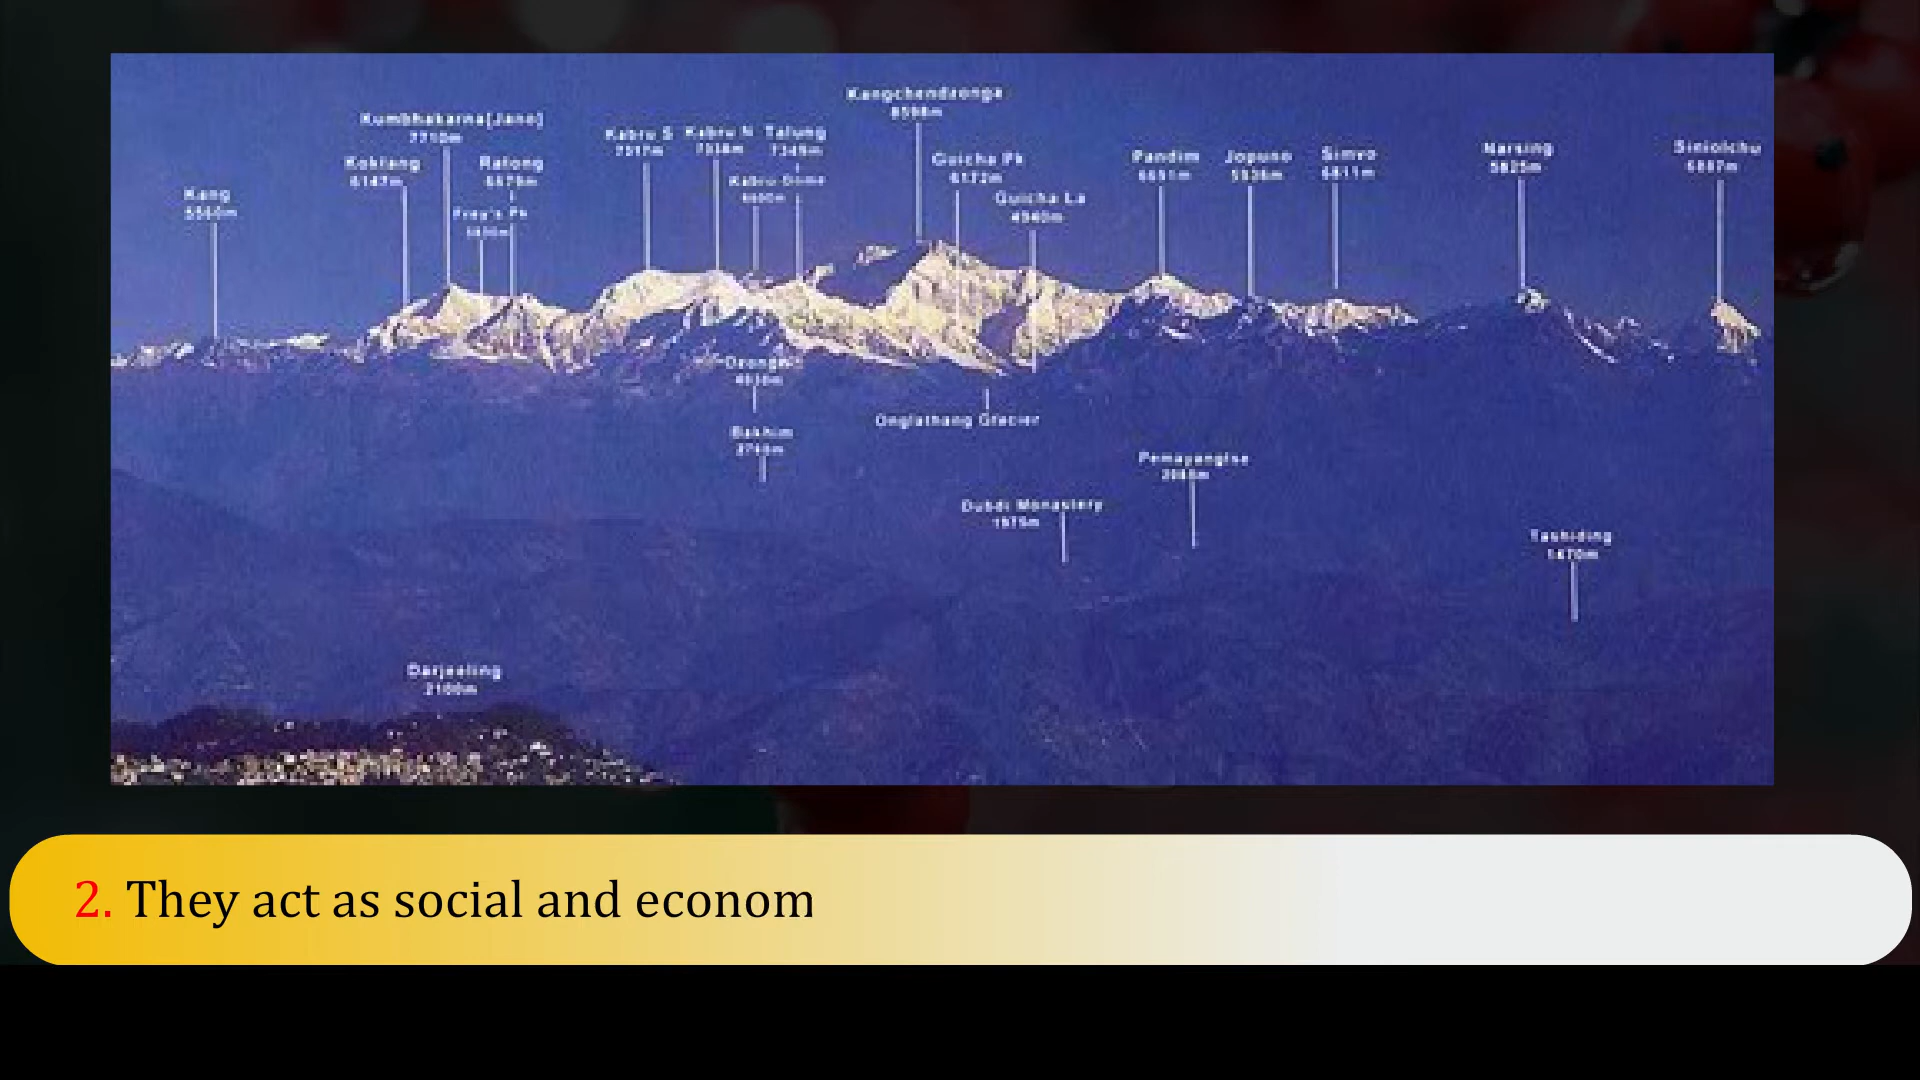 Kangchendzonga
8598m
Kumbhakarna(Jano)
7710m
Kabru S
7317m
Kabru N
7338m
Talung
7349m
Koktang
6147m
Ratong
6679m
Guicha Pk
6172m
Pandim
6691m
Jopuno
5936m
Simvo
6811m
Narsing
5825m
Siniolchu
6887m
Kabru Dome
6600m
Kang
5560m
Frey's Pk
Guicha La
4940m
4030m
Onglathang Glacier
Bakhim
Pemayangtse
Dubdi Monastery
Tashiding
Darjeeling
2100m
2. They act as social and econom